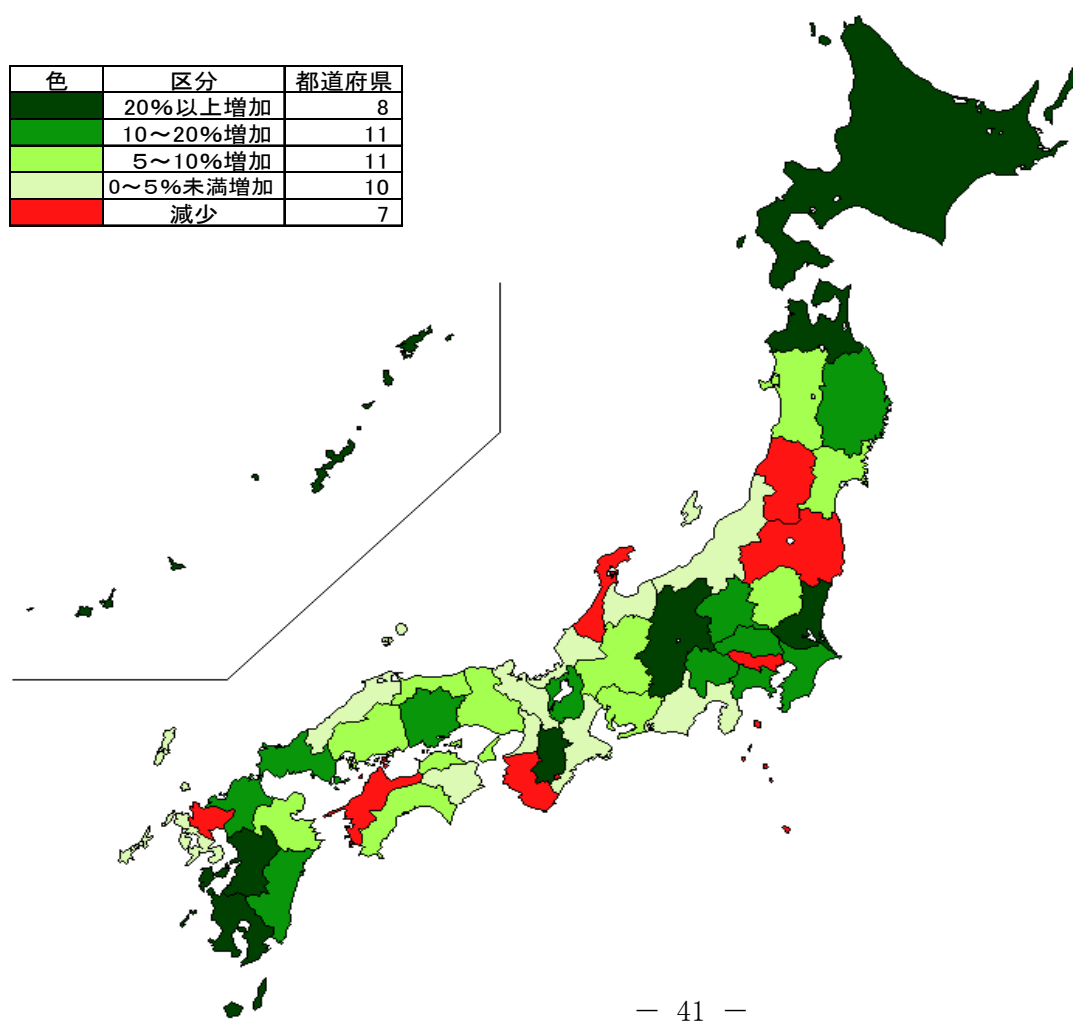 色 区分 都道府県
20%以上増加 8
10～20%増加 11
5～10%増加 11
0～5%未満増加 10
減少 7
－ 41 －